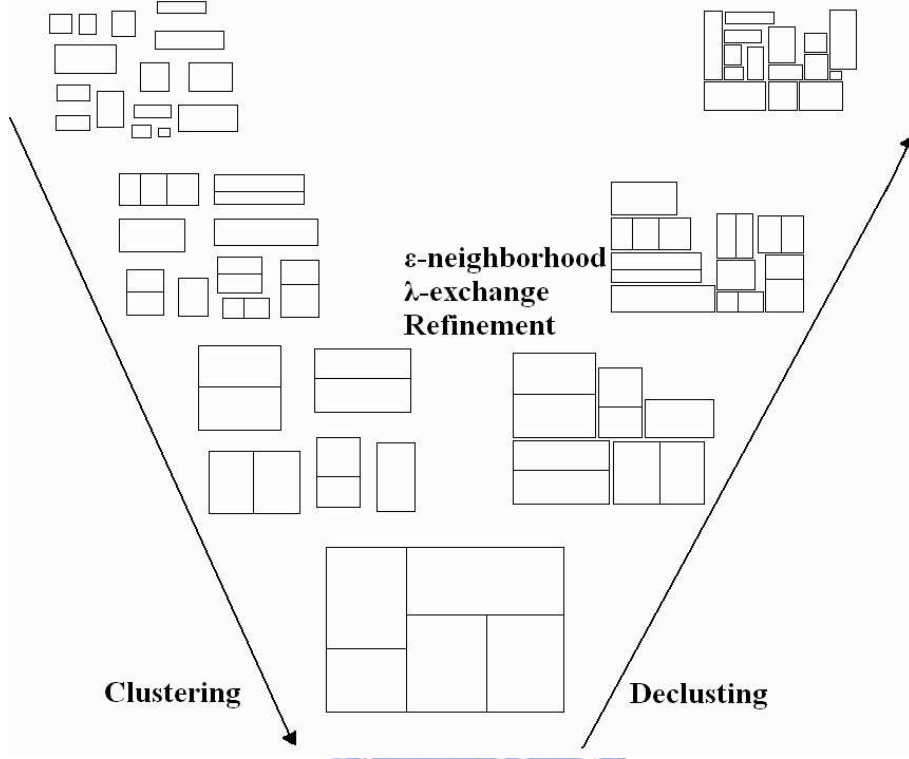 ε-neighborhood
λ-exchange
Refinement
Clustering
Declusting